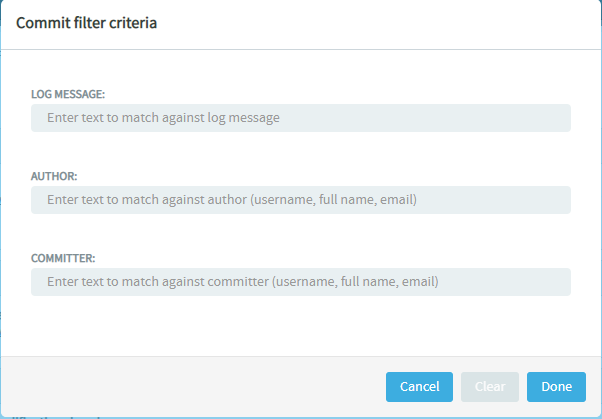 Commit filter criteria
LOG MESSAGE:
Enter text to match against log message
AUTHOR:
Enter text to match against author (username, full name, email)
COMMITTER:
Enter text to match against committer (username, full name, email)
Cancel Clear Done